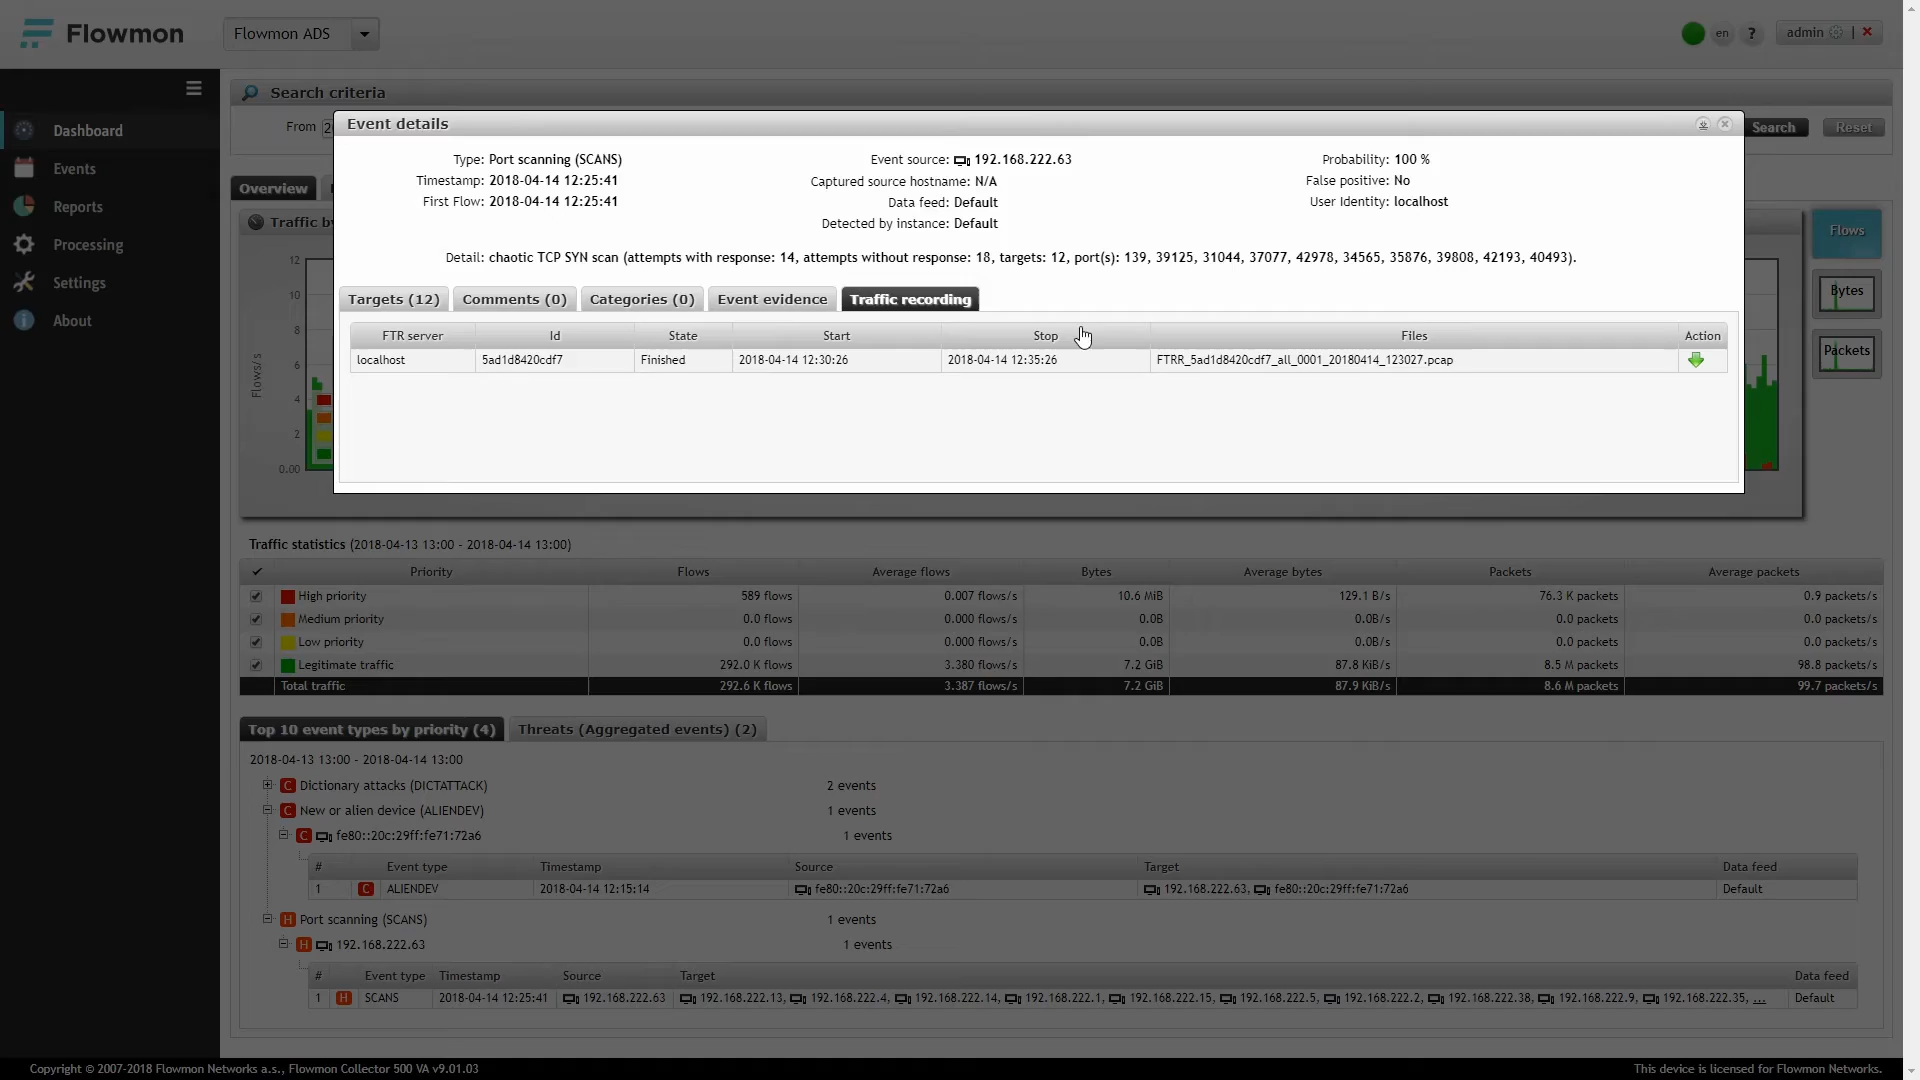 Flowmon
Flowmon ADS
en ? admin | ×
Search criteria
From 2
Search Reset
Dashboard
Events
Reports
Processing
Settings
About
Overview
Traffic b
Event details
Type: Port scanning (SCANS)
Timestamp: 2018-04-14 12:25:41
First Flow: 2018-04-14 12:25:41
Event source: 192.168.222.63
Captured source hostname: N/A
Data feed: Default
Detected by instance: Default
Probability: 100 %
False positive: No
User Identity: localhost
Detail: chaotic TCP SYN scan (attempts with response: 14, attempts without response: 18, targets: 12, port(s): 139, 39125, 31044, 37077, 42978, 34565, 35876, 39808, 42193, 40493).
Targets (12) Comments (0) Categories (0) Event evidence Traffic recording
FTR server Id State Start Stop Files Action
localhost 5ad1d8420cdf7 Finished 2018-04-14 12:30:26 2018-04-14 12:35:26 FTRR_5ad1d8420cdf7_all_0001_20180414_123027.pcap
Flows/s
12
10
8
6
4
2
0.00
Flows
Bytes
Packets
Traffic statistics (2018-04-13 13:00 - 2018-04-14 13:00)
Priority Flows Average flows Bytes Average bytes Packets Average packets
High priority 589 flows 0.007 flows/s 10.6 MiB 129.1 B/s 76.3 K packets 0.9 packets/s
Medium priority 0.0 flows 0.000 flows/s 0.0B 0.0B/s 0.0 packets 0.0 packets/s
Low priority 0.0 flows 0.000 flows/s 0.0B 0.0B/s 0.0 packets 0.0 packets/s
Legitimate traffic 292.0 K flows 3.380 flows/s 7.2 GiB 87.8 KiB/s 8.5 M packets 98.8 packets/s
Total traffic 292.6 K flows 3.387 flows/s 7.2 GiB 87.9 KiB/s 8.6 M packets 99.7 packets/s
Top 10 event types by priority (4) Threats (Aggregated events) (2)
2018-04-13 13:00 - 2018-04-14 13:00
C Dictionary attacks (DICTATTACK) 2 events
C New or alien device (ALIENDEV) 1 events
C fe80::20c:29ff:fe71:72a6 1 events
# Event type Timestamp Source Target Data feed
1 C ALIENDEV 2018-04-14 12:15:14 fe80::20c:29ff:fe71:72a6 192.168.222.63, fe80::20c:29ff:fe71:72a6 Default
H Port scanning (SCANS) 1 events
H 192.168.222.63 1 events
# Event type Timestamp Source Target Data feed
1 H SCANS 2018-04-14 12:25:41 192.168.222.63 192.168.222.13, 192.168.222.4, 192.168.222.14, 192.168.222.1, 192.168.222.15, 192.168.222.5, 192.168.222.2, 192.168.222.38, 192.168.222.9, 192.168.222.35, ... Default
Copyright © 2007-2018 Flowmon Networks a.s., Flowmon Collector 500 VA v9.01.03
This device is licensed for Flowmon Networks.